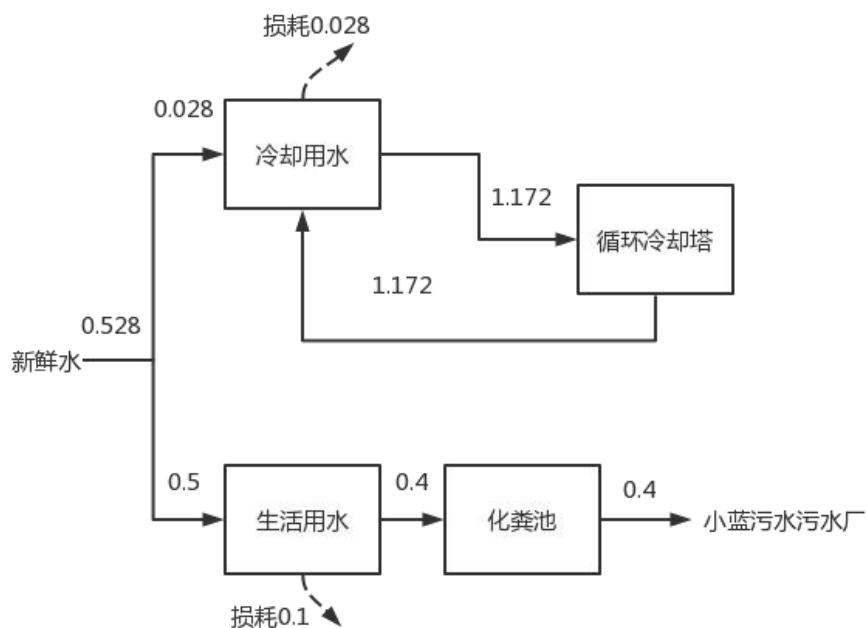 损耗0.028
0.028
冷却用水
1.172
循环冷却塔
1.172
0.528
新鲜水
0.5
生活用水
0.4
化粪池
0.4
小蓝污水污水厂
损耗0.1